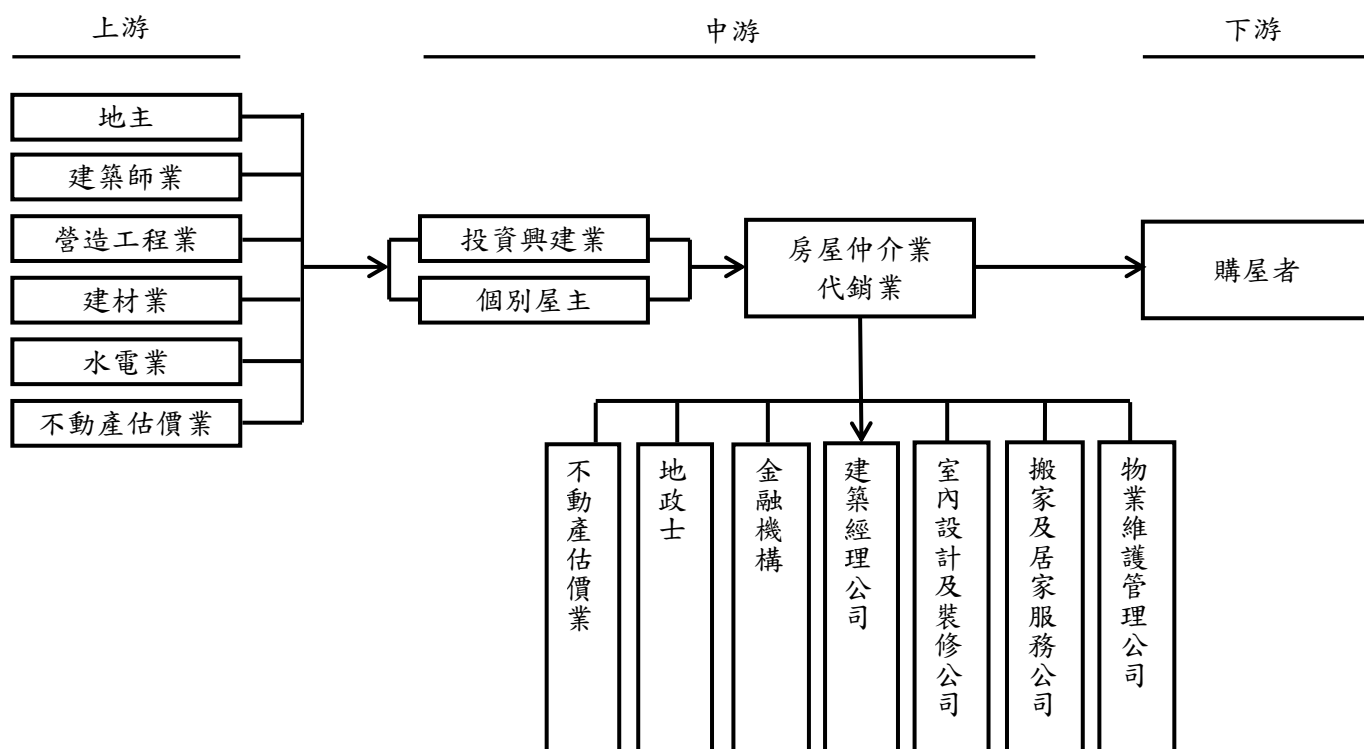 上游
中游
下游
地主
建築師業
營造工程業
建材業
水電業
不動產估價業
投資興建業
個別屋主
房屋仲介業
代銷業
購屋者
不動產估價業
地政士
金融機構
建築經理公司
室內設計及裝修公司
搬家及居家服務公司
物業維護管理公司